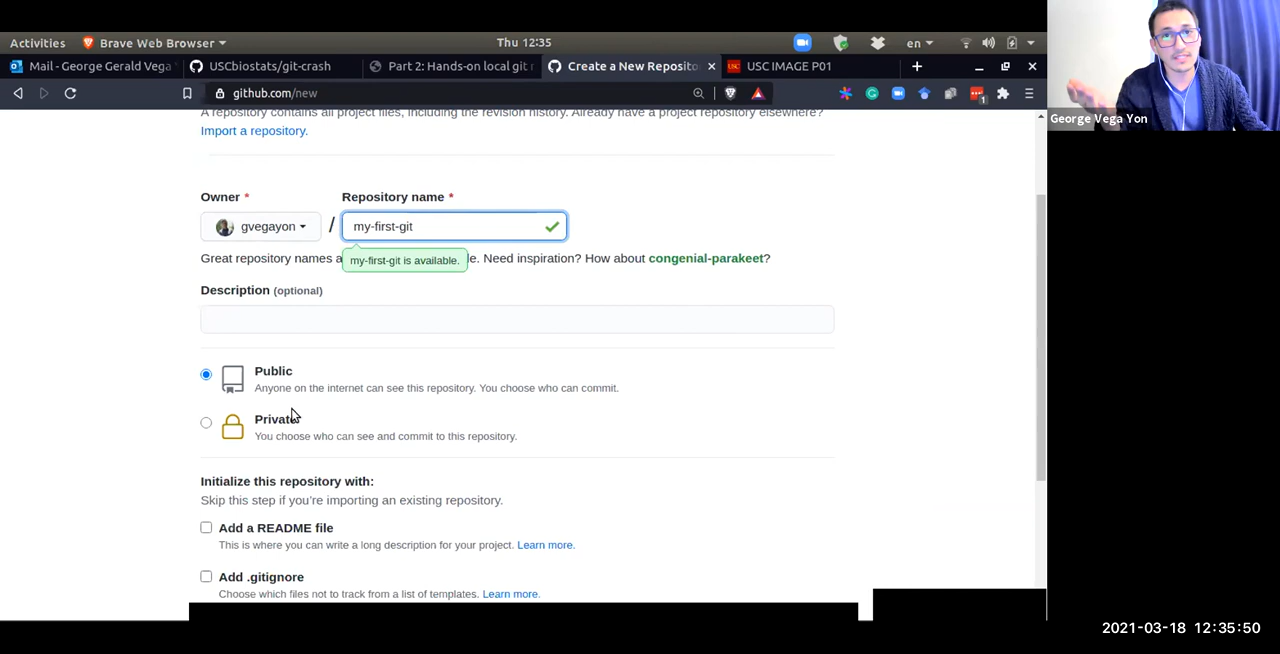 Activities
Brave Web Browser
Thu 12:35
en
Mail - George Gerald Vega
USCbiostats/git-crash
Part 2: Hands-on local git
Create a New Reposito
USC IMAGE P01
github.com/new
1
George Vega Yon
A repository contains all project files, including the revision history. Already have a project repository elsewhere?
Import a repository.
Owner *
Repository name *
gvegayon
/
my-first-git
Great repository names a
my-first-git is available.
le. Need inspiration? How about congenial-parakeet?
Description (optional)
Public
Anyone on the internet can see this repository. You choose who can commit.
Private
You choose who can see and commit to this repository.
Initialize this repository with:
Skip this step if you're importing an existing repository.
Add a README file
This is where you can write a long description for your project. Learn more.
Add .gitignore
Choose which files not to track from a list of templates. Learn more.
2021-03-18 12:35:50